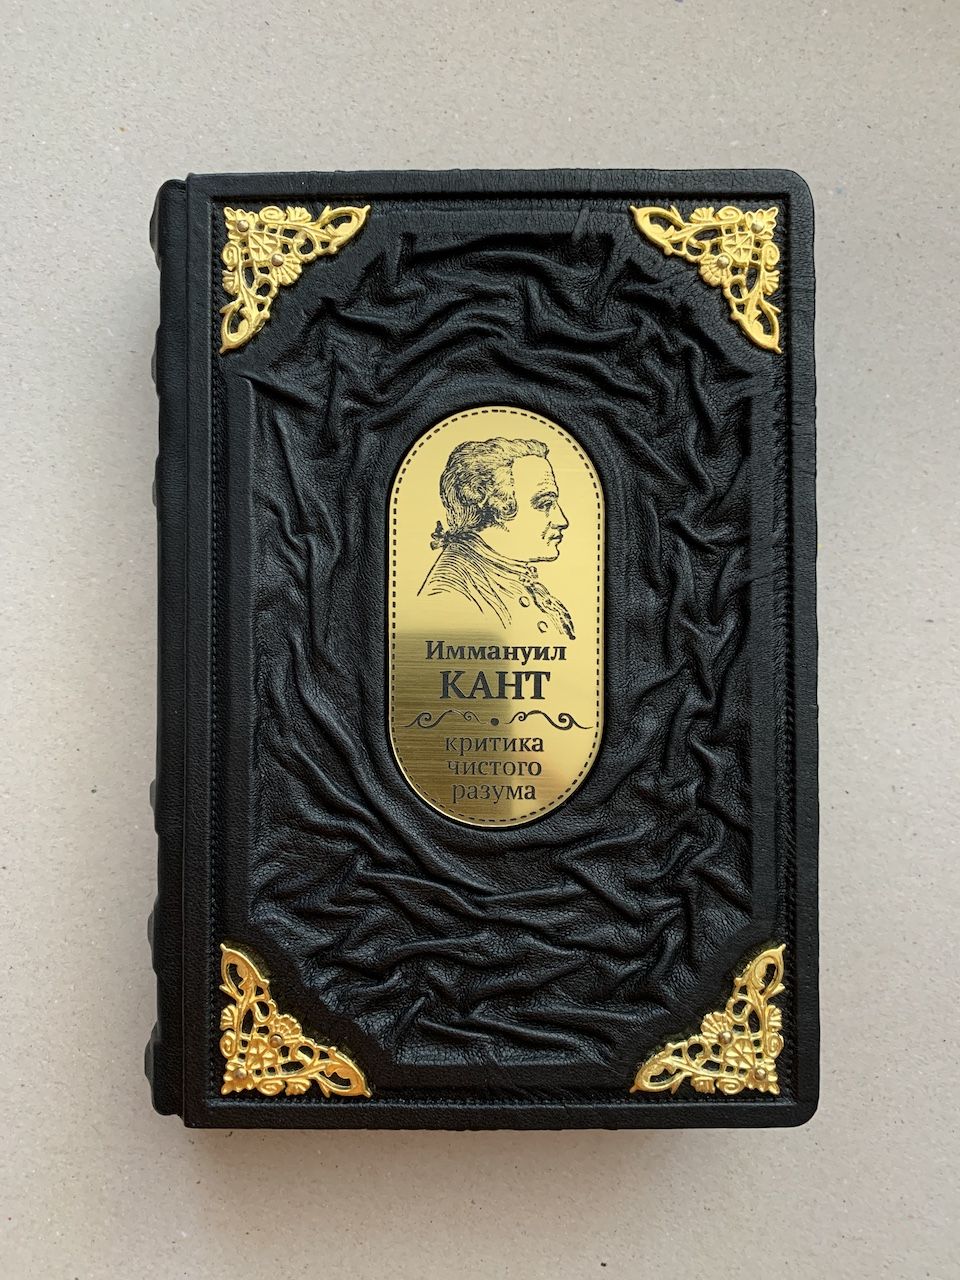 Иммануил
КАНТ
критика
чистого
разума